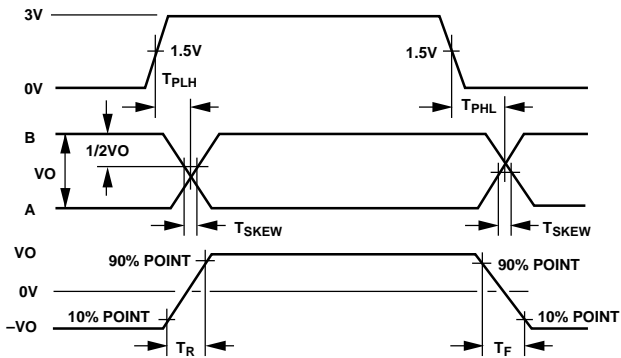 3V
1.5V
1.5V
TPLH
TPHL
0V
B
1/2VO
VO
A
TSKEW
TSKEW
VO
90% POINT
90% POINT
0V
10% POINT
10% POINT
–VO
TR
TF